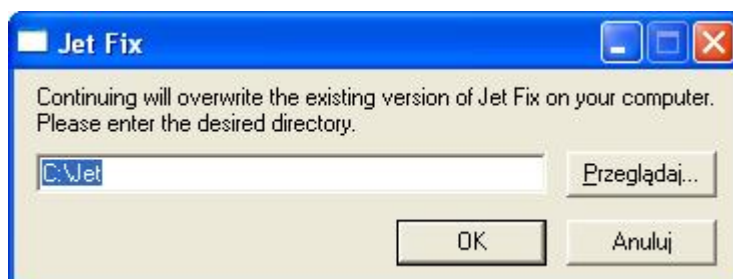 Jet Fix
Continuing will overwrite the existing version of Jet Fix on your computer.
Please enter the desired directory.
C:\Jet
Przeglądaj...
OK
Anuluj